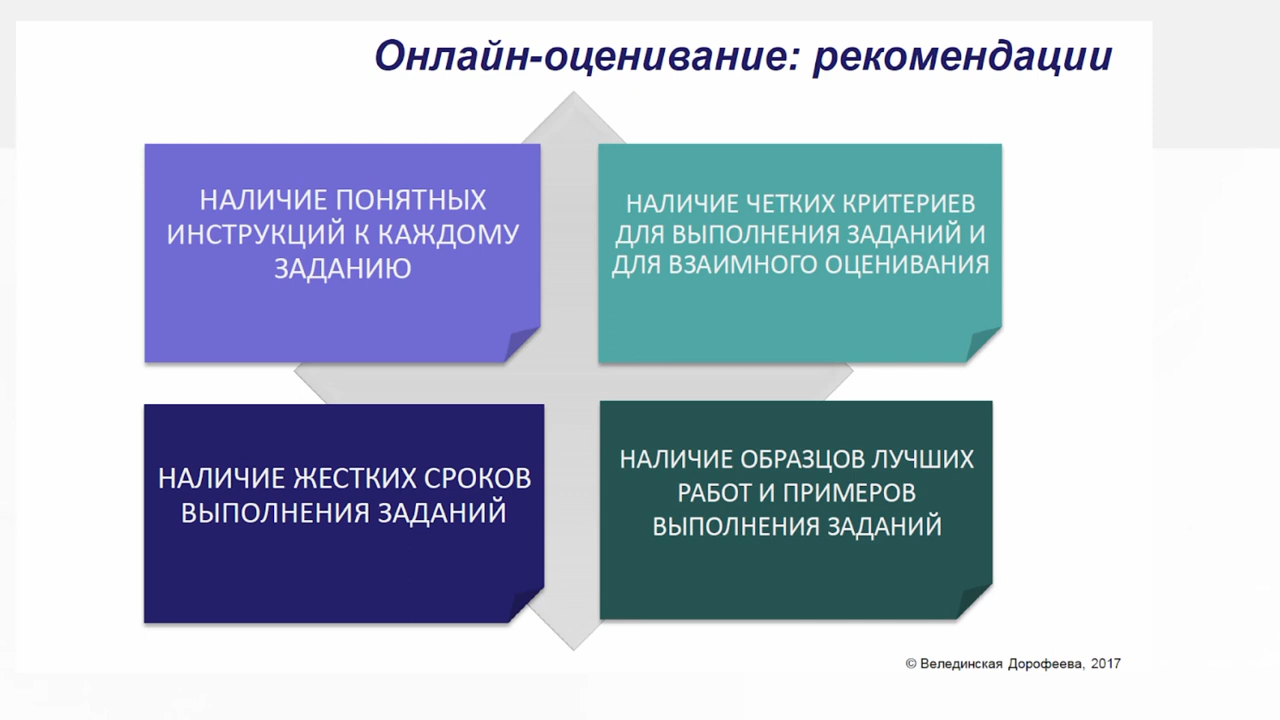 Онлайн-оценивание: рекомендации
НАЛИЧИЕ ПОНЯТНЫХ
ИНСТРУКЦИЙ К КАЖДОМУ
ЗАДАНИЮ
НАЛИЧИЕ ЧЕТКИХ КРИТЕРИЕВ
ДЛЯ ВЫПОЛНЕНИЯ ЗАДАНИЙ И
ДЛЯ ВЗАИМНОГО ОЦЕНИВАНИЯ
НАЛИЧИЕ ЖЕСТКИХ СРОКОВ
ВЫПОЛНЕНИЯ ЗАДАНИЙ
НАЛИЧИЕ ОБРАЗЦОВ ЛУЧШИХ
РАБОТ И ПРИМЕРОВ
ВЫПОЛНЕНИЯ ЗАДАНИЙ
© Велединская Дорофеева, 2017